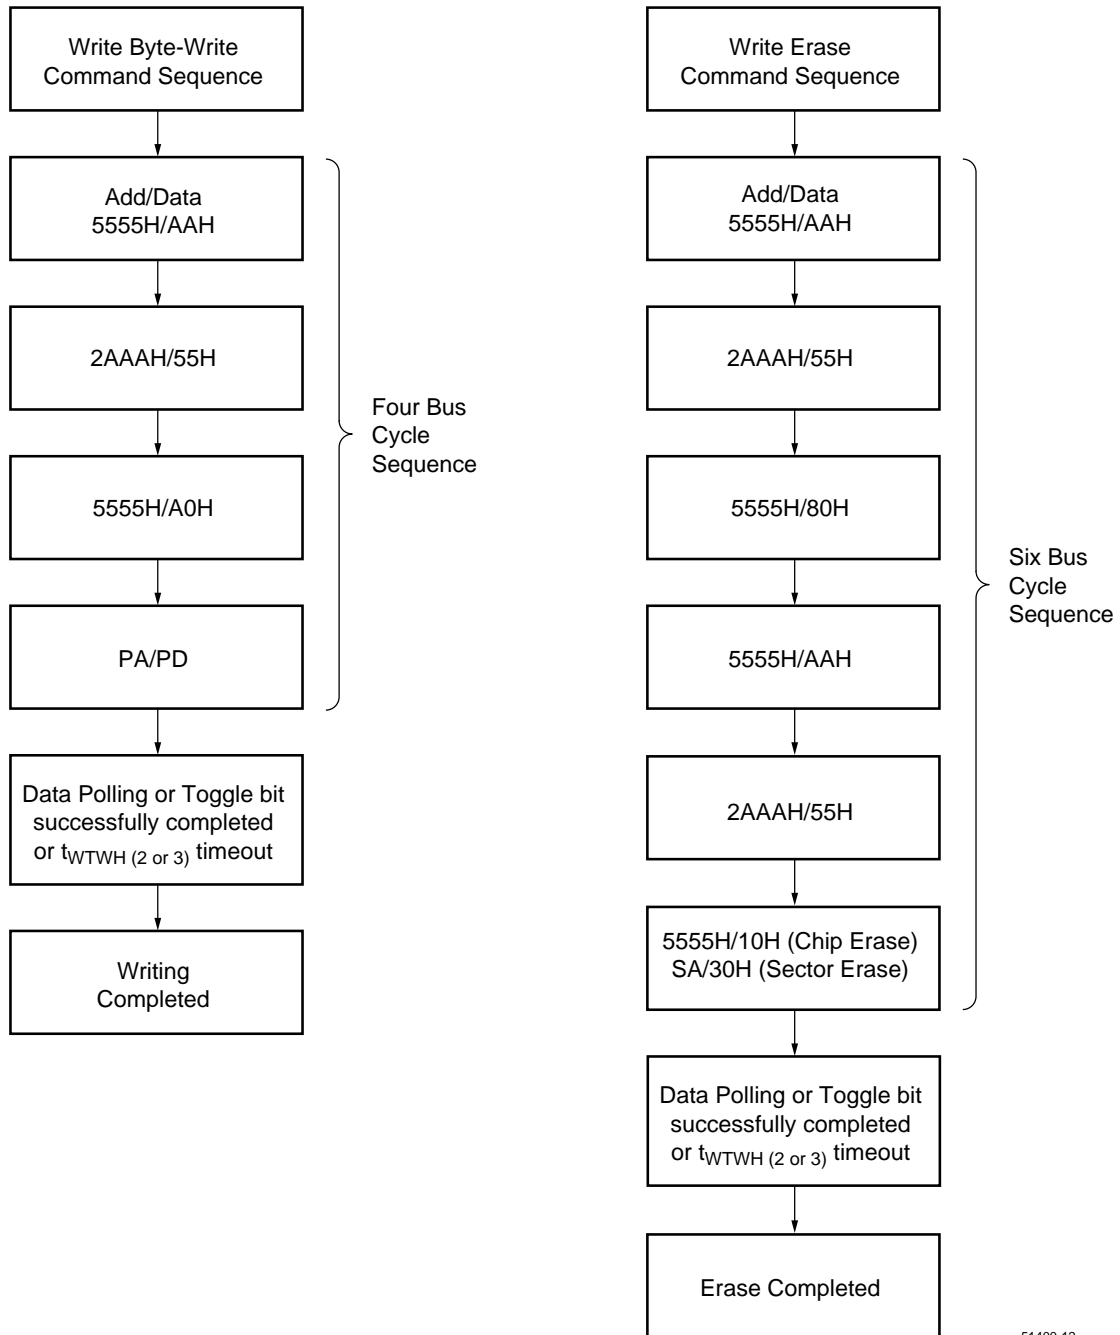 Write Byte-Write
Command Sequence
Add/Data
5555H/AAH
2AAAH/55H
5555H/A0H
PA/PD
Four Bus
Cycle
Sequence
Data Polling or Toggle bit
successfully completed
or tWTWH (2 or 3) timeout
Writing
Completed
Write Erase
Command Sequence
Add/Data
5555H/AAH
2AAAH/55H
5555H/80H
5555H/AAH
2AAAH/55H
5555H/10H (Chip Erase)
SA/30H (Sector Erase)
Six Bus
Cycle
Sequence
Data Polling or Toggle bit
successfully completed
or tWTWH (2 or 3) timeout
Erase Completed